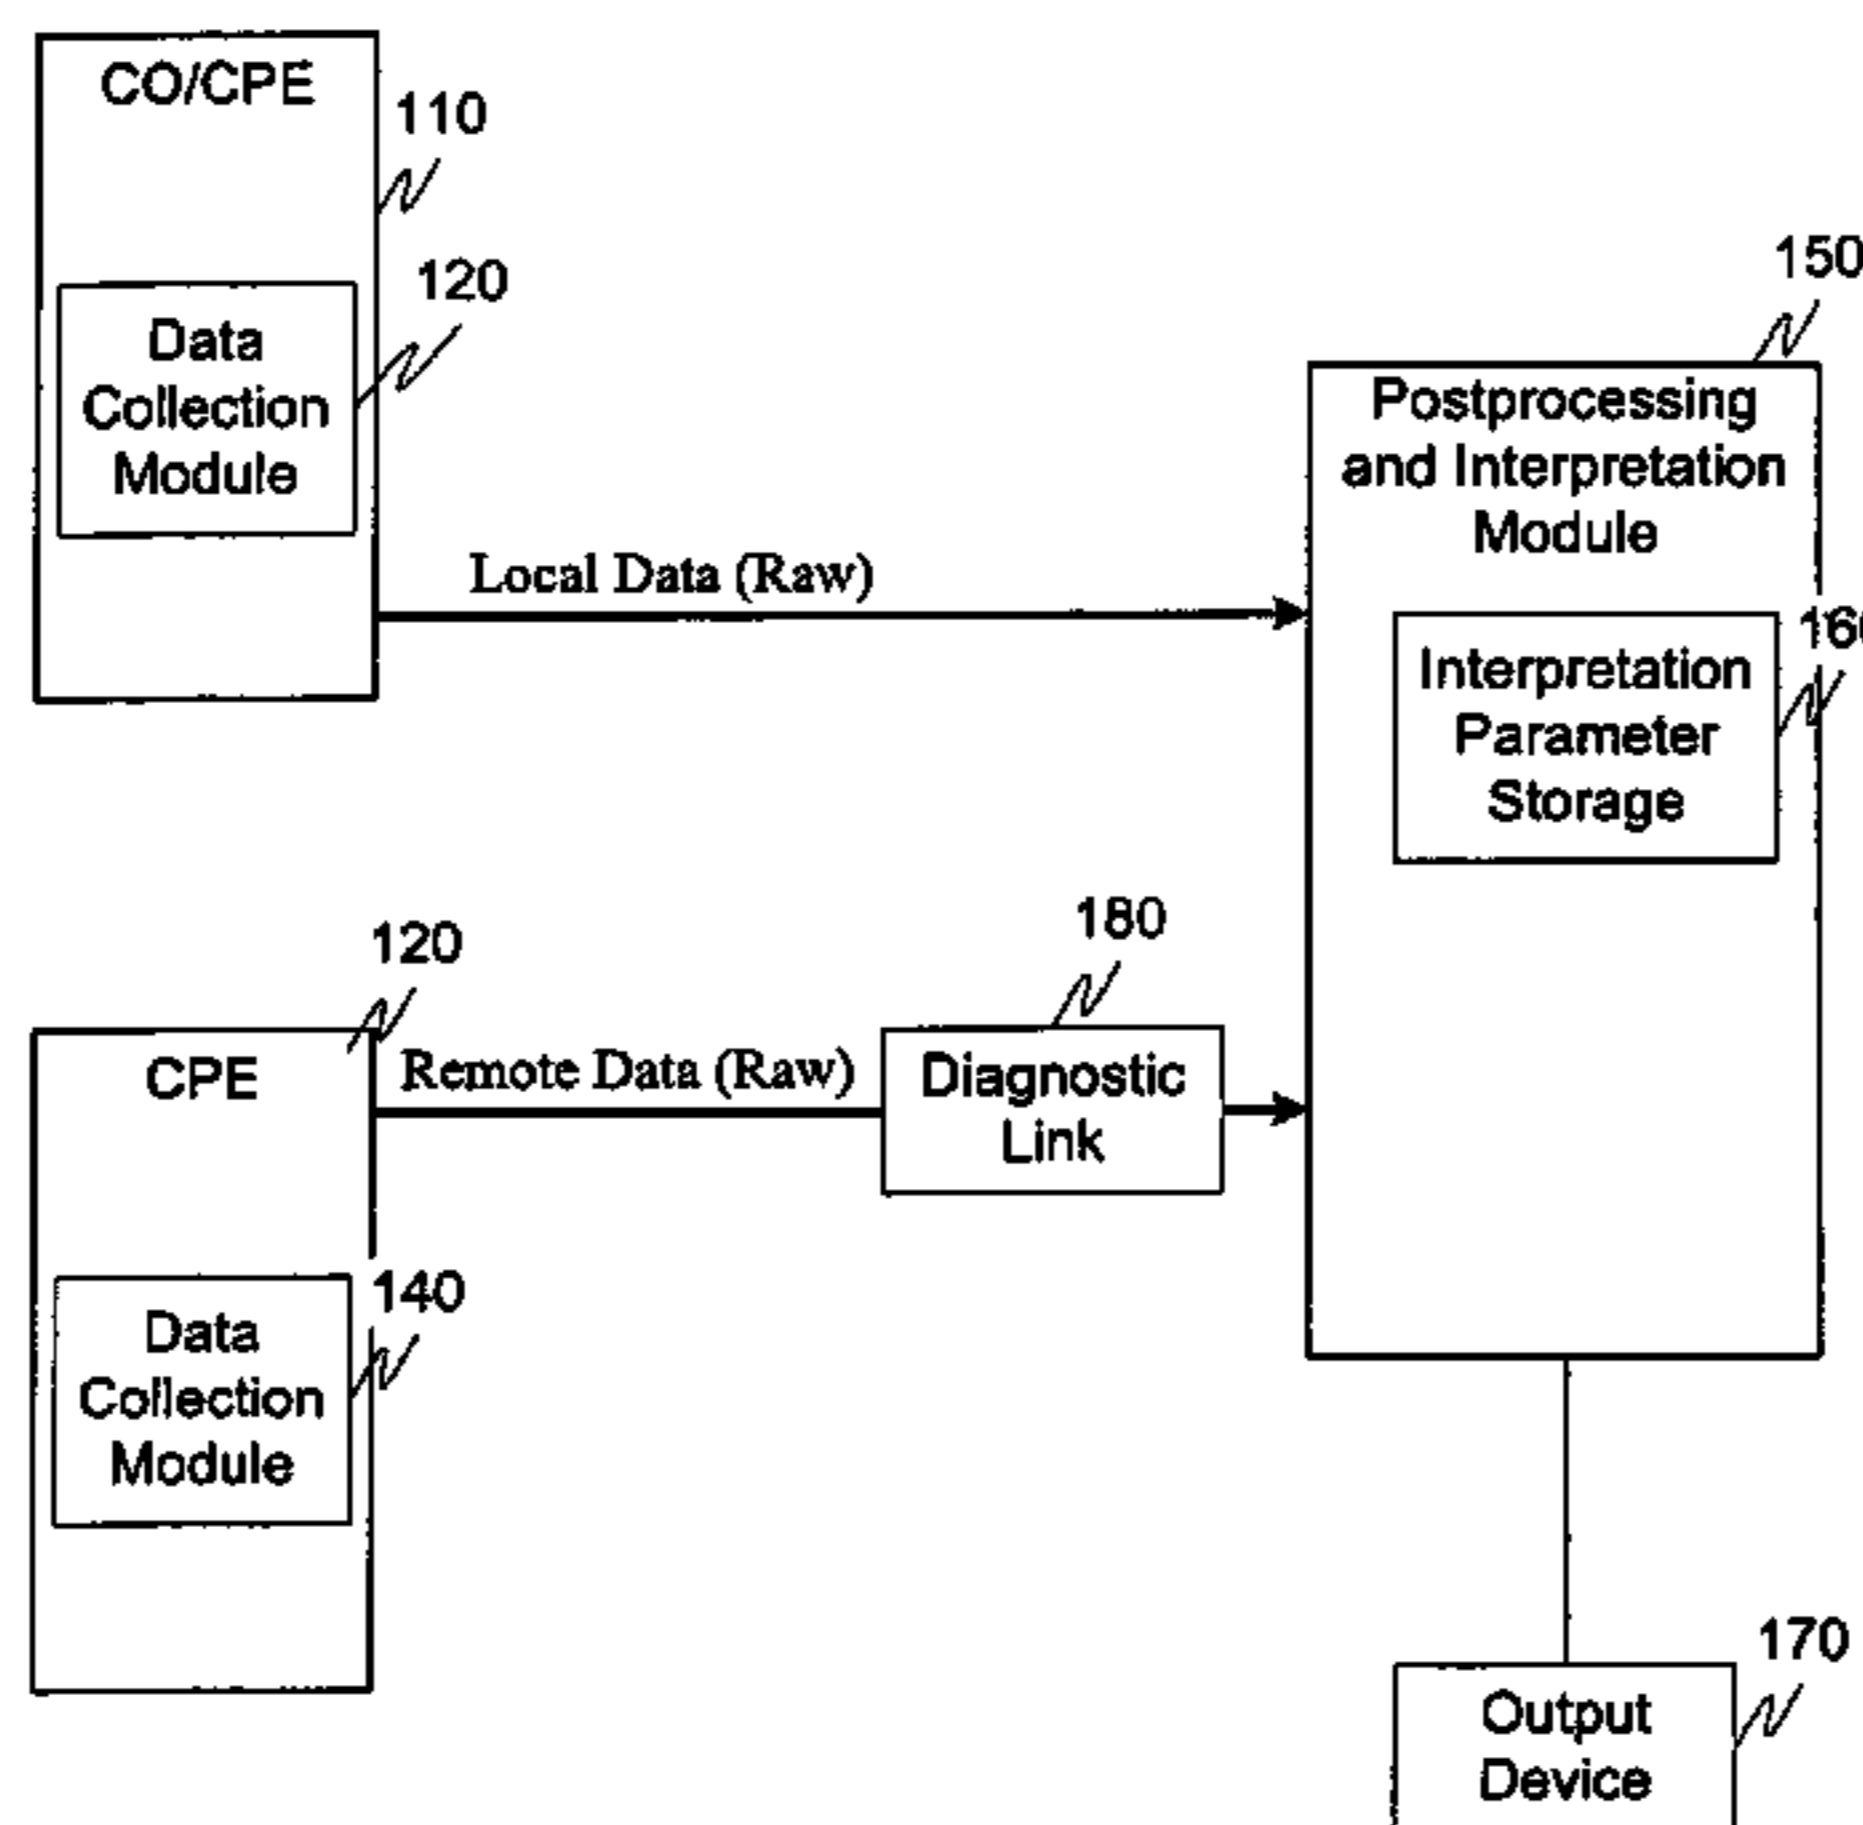 CO/CPE
110
120
Data
Collection
Module
Local Data (Raw)
150
Postprocessing
and Interpretation
Module
160
Interpretation
Parameter
Storage
120
CPE
Remote Data (Raw)
180
Diagnostic
Link
140
Data
Collection
Module
170
Output
Device